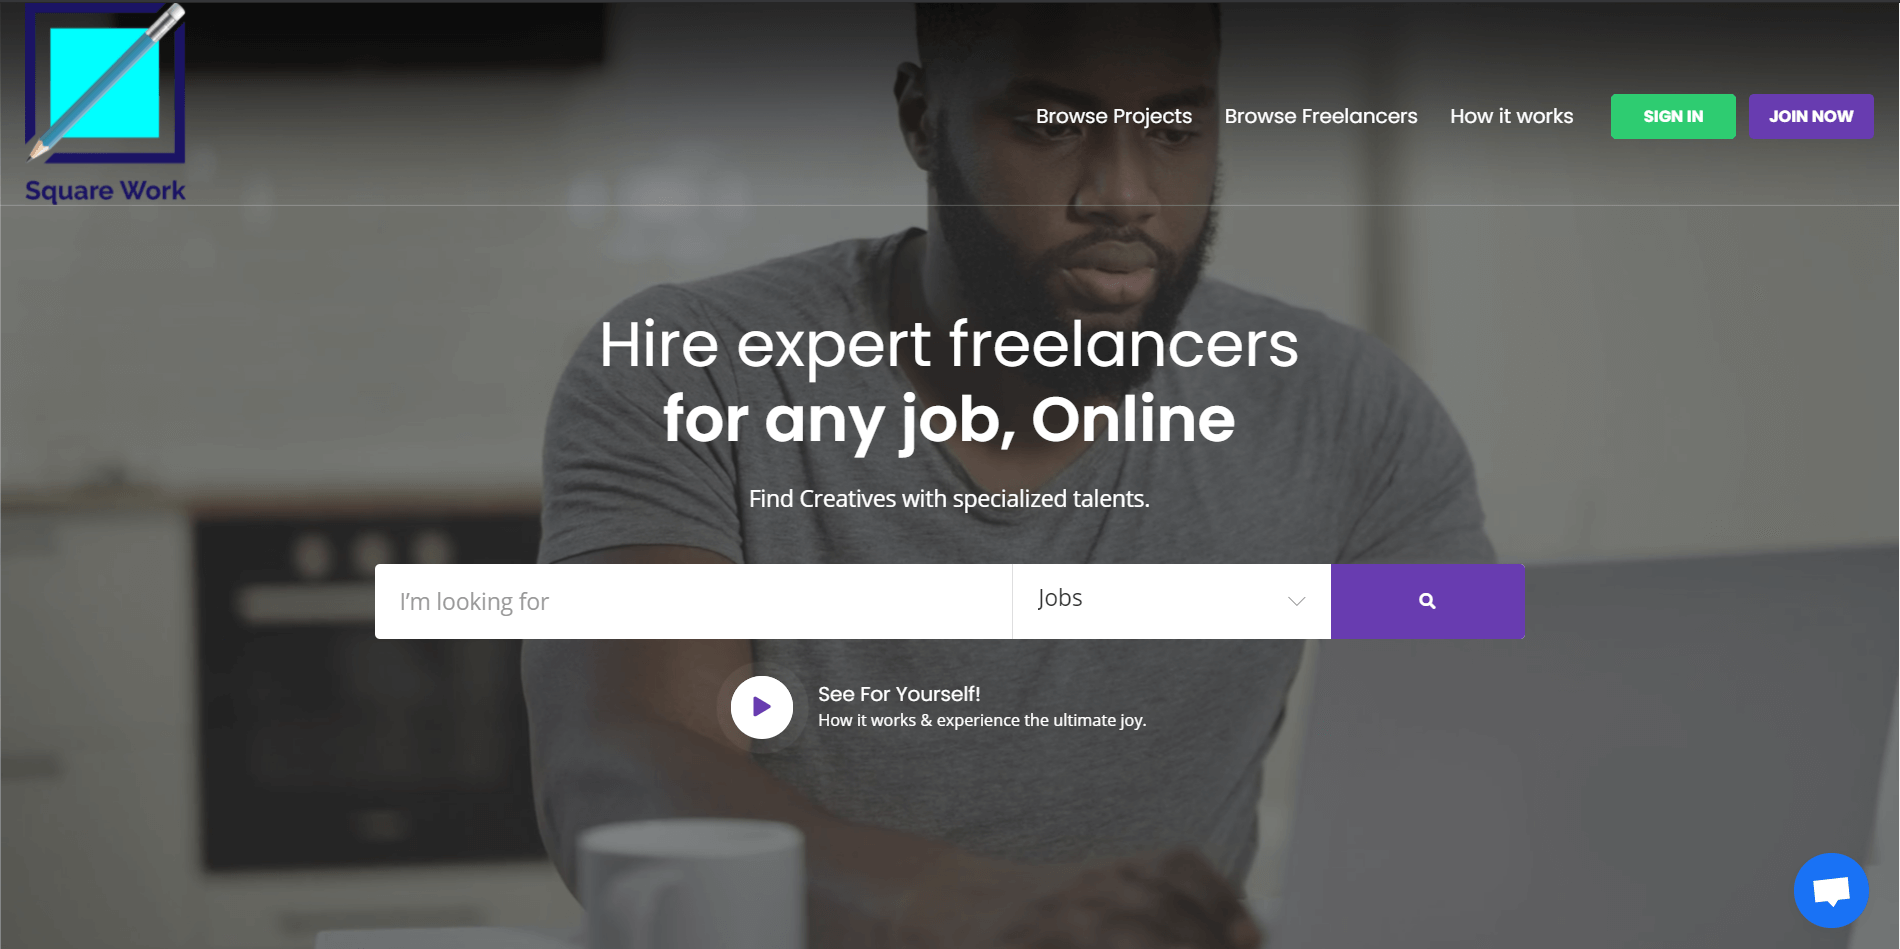 Square Work
Browse Projects
Browse Freelancers
How it works
SIGN IN
JOIN NOW
Hire expert freelancers
for any job, Online
Find Creatives with specialized talents.
I'm looking for
Jobs
See For Yourself!
How it works & experience the ultimate joy.